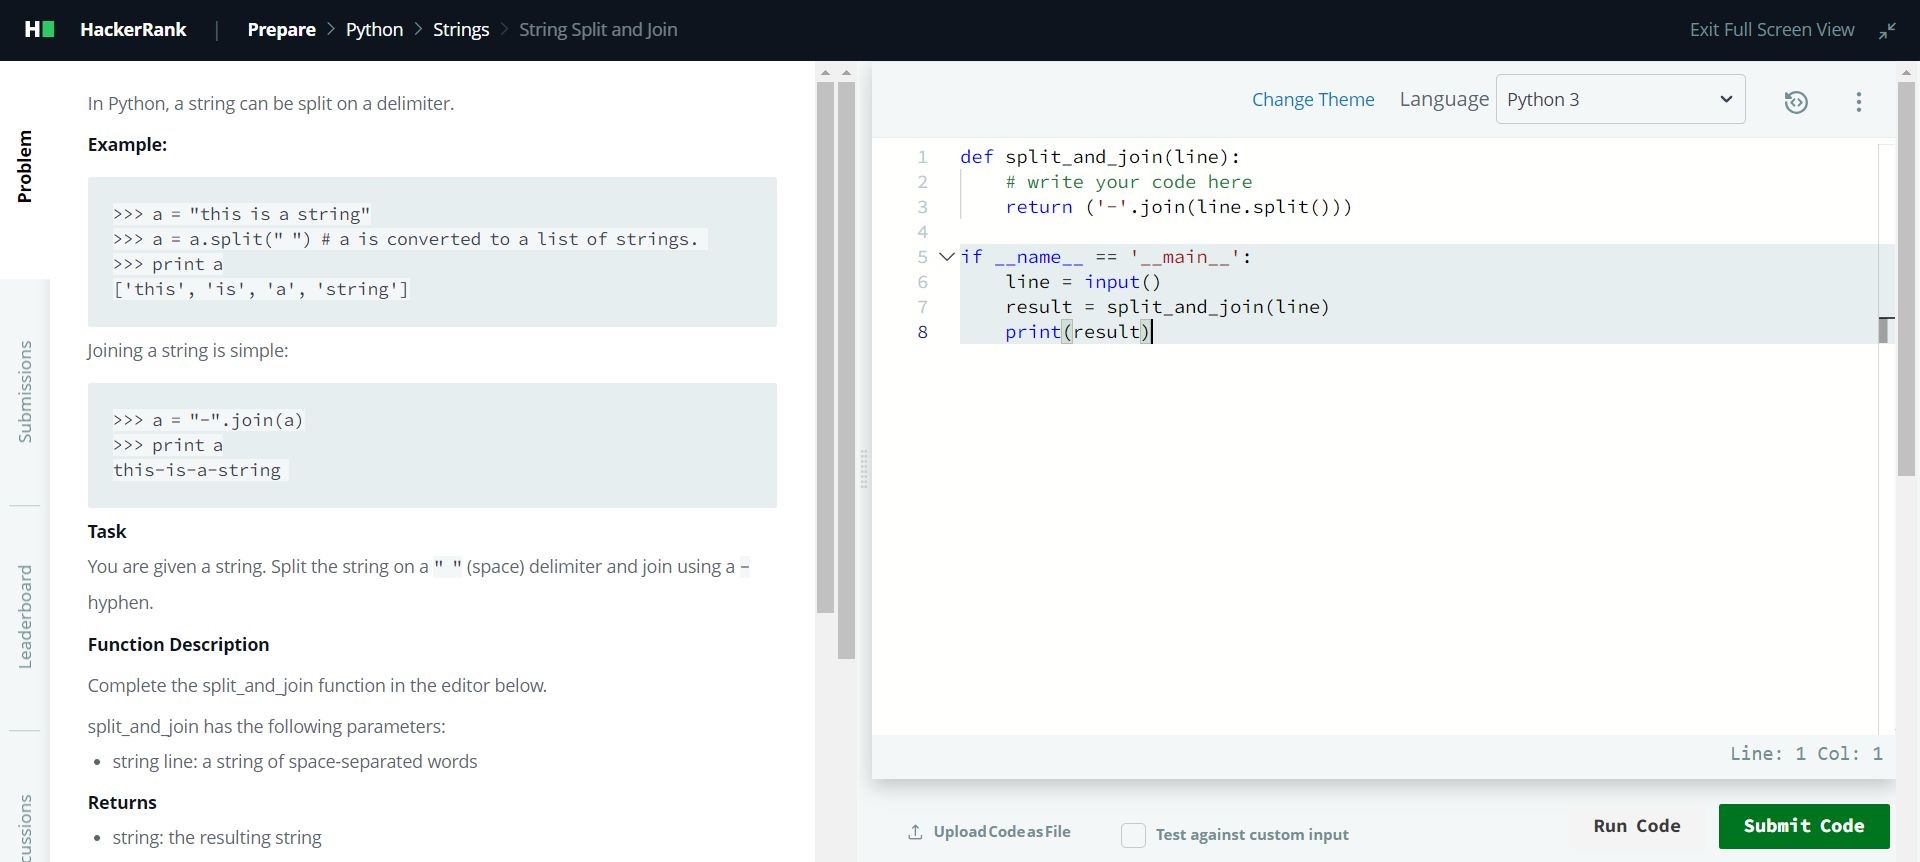 HackerRank | Prepare > Python > Strings > String Split and Join
Exit Full Screen View
Problem
Submissions
Leaderboard
cussions
In Python, a string can be split on a delimiter.
Example:
>>> a = "this is a string"
>>> a = a.split(" ") # a is converted to a list of strings.
>>> print a
['this', 'is', 'a', 'string']
Joining a string is simple:
>>> a = "-".join(a)
>>> print a
this-is-a-string
Task
You are given a string. Split the string on a " " (space) delimiter and join using a -
hyphen.
Function Description
Complete the split_and_join function in the editor below.
split_and_join has the following parameters:
• string line: a string of space-separated words
Returns
• string: the resulting string
Change Theme Language Python 3
1 def split_and_join(line):
2     # write your code here
3     return ('-'.join(line.split()))
4
5 if __name__ == '__main__':
6     line = input()
7     result = split_and_join(line)
8     print(result)
Line: 1 Col: 1
Upload Code as File
Test against custom input
Run Code
Submit Code